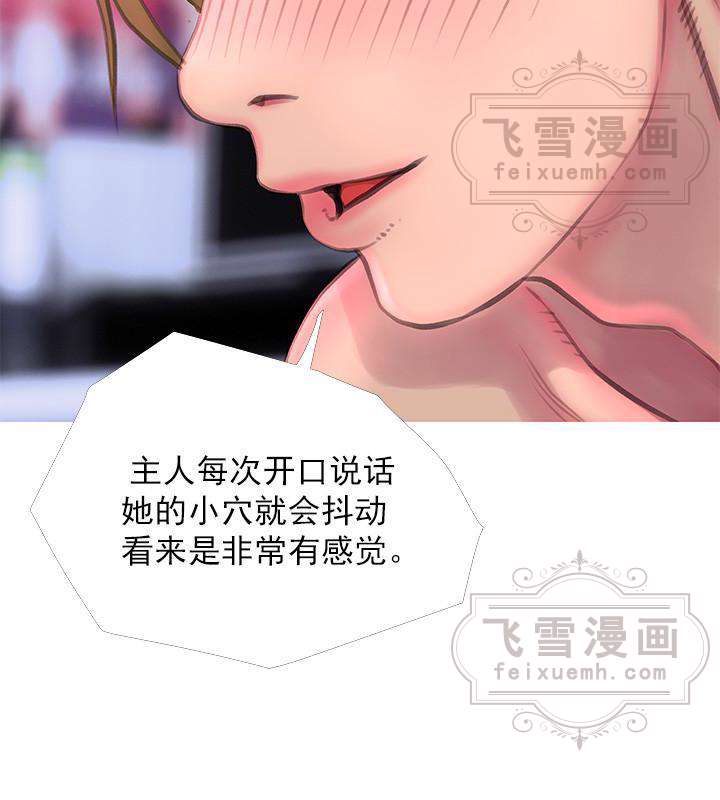 飞雪漫画
feixuemh.com
主人每次开口说话
她的小穴就会抖动
看来是非常有感觉。
飞雪漫画
feixuemh.com